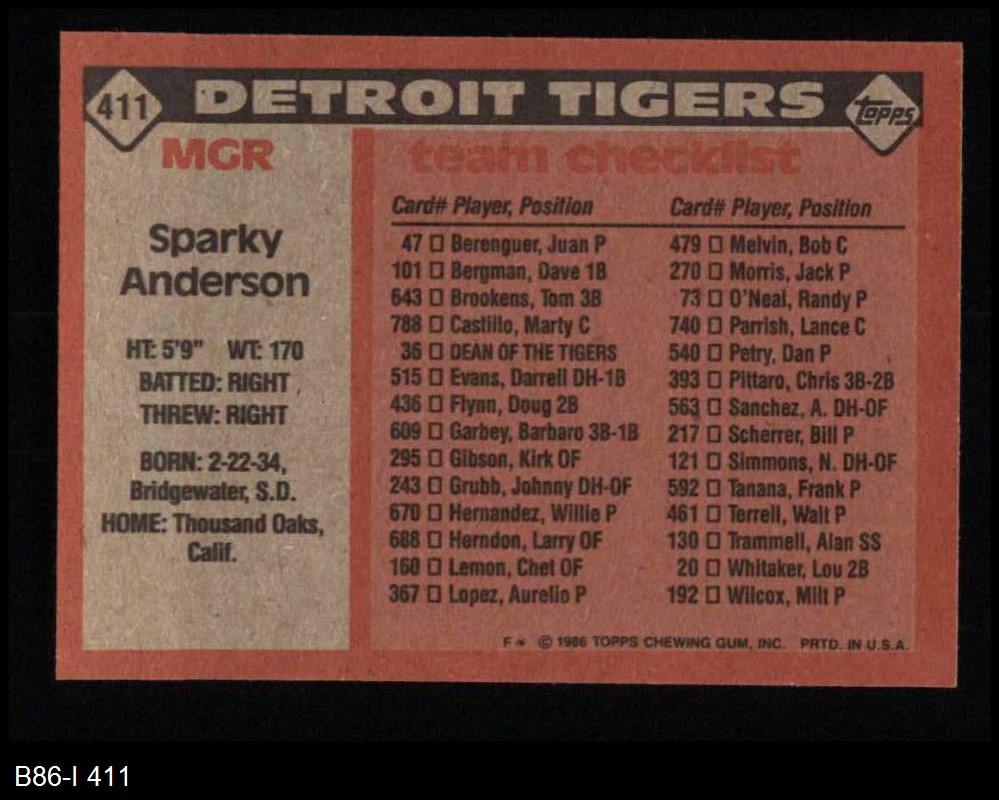 411 DETROIT TIGERS topps
MGR
Sparky
Anderson
HT: 5'9" WT: 170
BATTED: RIGHT
THREW: RIGHT
BORN: 2-22-34,
Bridgewater, S.D.
HOME: Thousand Oaks,
Calif.
team checklist
Card# Player, Position
47 □ Berenguer, Juan P
101 □ Bergman, Dave 1B
643 □ Brookens, Tom 3B
788 □ Castillo, Marty C
36 □ DEAN OF THE TIGERS
515 □ Evans, Darrell DH-1B
436 □ Flynn, Doug 2B
609 □ Garbey, Barbaro 3B-1B
295 □ Gibson, Kirk OF
243 □ Grubb, Johnny DH-OF
670 □ Hernandez, Willie P
688 □ Herndon, Larry OF
160 □ Lemon, Chet OF
367 □ Lopez, Aurelio P
Card# Player, Position
479 □ Melvin, Bob C
270 □ Morris, Jack P
73 □ O'Neal, Randy P
740 □ Parrish, Lance C
540 □ Petry, Dan P
393 □ Pittaro, Chris 3B-2B
563 □ Sanchez, A. DH-OF
217 □ Scherrer, Bill P
121 □ Simmons, N. DH-OF
592 □ Tanana, Frank P
461 □ Terrell, Walt P
130 □ Trammell, Alan SS
20 □ Whitaker, Lou 2B
192 □ Wilcox, Milt P
F* © 1986 TOPPS CHEWING GUM, INC. PRTD. IN U.S.A.
B86-I 411